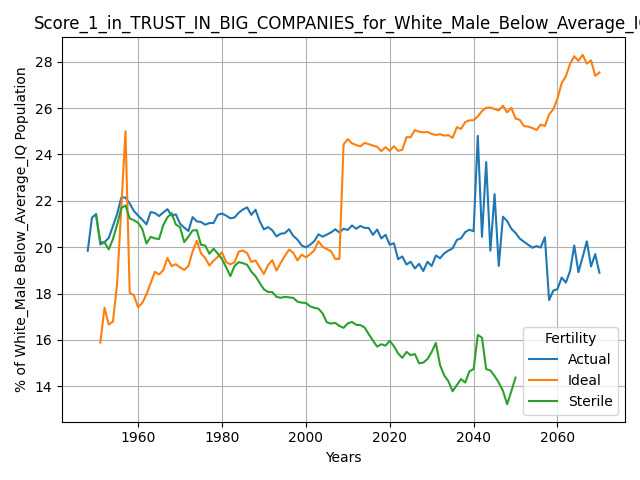 Score_1_in_TRUST_IN_BIG_COMPANIES_for_White_Male_Below_Average_IQ
% of White_Male Below_Average_IQ Population
28
26
24
22
20
18
16
14
1960
1980
2000
2020
2040
2060
Years
Fertility
Actual
Ideal
Sterile